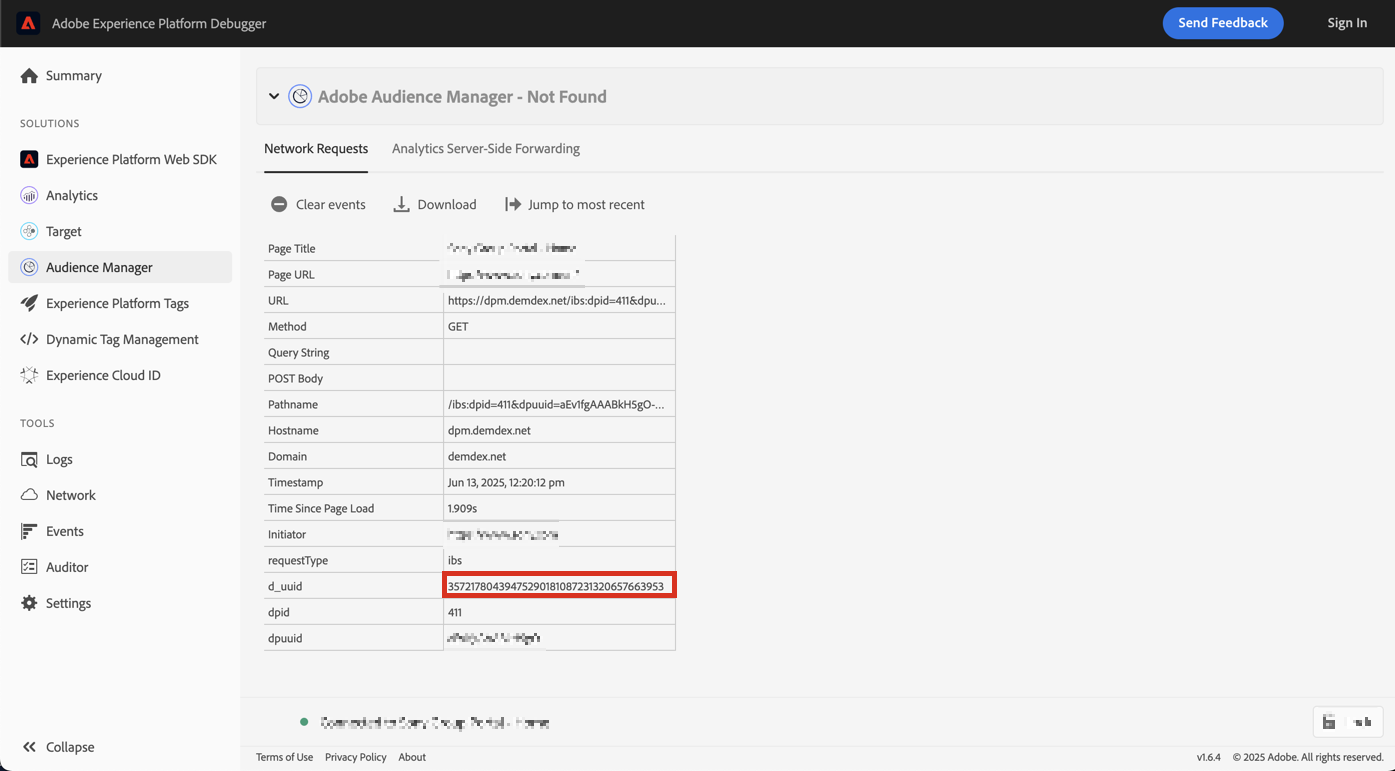 Adobe Experience Platform Debugger
Send Feedback
Sign In
Summary
SOLUTIONS
Experience Platform Web SDK
Analytics
Target
Audience Manager
Experience Platform Tags
Dynamic Tag Management
Experience Cloud ID
TOOLS
Logs
Network
Events
Auditor
Settings
Collapse
Adobe Audience Manager - Not Found
Network Requests Analytics Server-Side Forwarding
Clear events Download Jump to most recent
Page Title
Page URL
URL https://dpm.demdex.net/ibs:dpid=411&dpu...
Method GET
Query String
POST Body
Pathname /ibs:dpid=411&dpuuid=aEv1fgAAABkH5gO-...
Hostname dpm.demdex.net
Domain demdex.net
Timestamp Jun 13, 2025, 12:20:12 pm
Time Since Page Load 1.909s
Initiator
requestType ibs
d_uuid 35721780439475290181087231320657663953
dpid 411
dpuuid
Terms of Use Privacy Policy About
v1.6.4 © 2025 Adobe. All rights reserved.